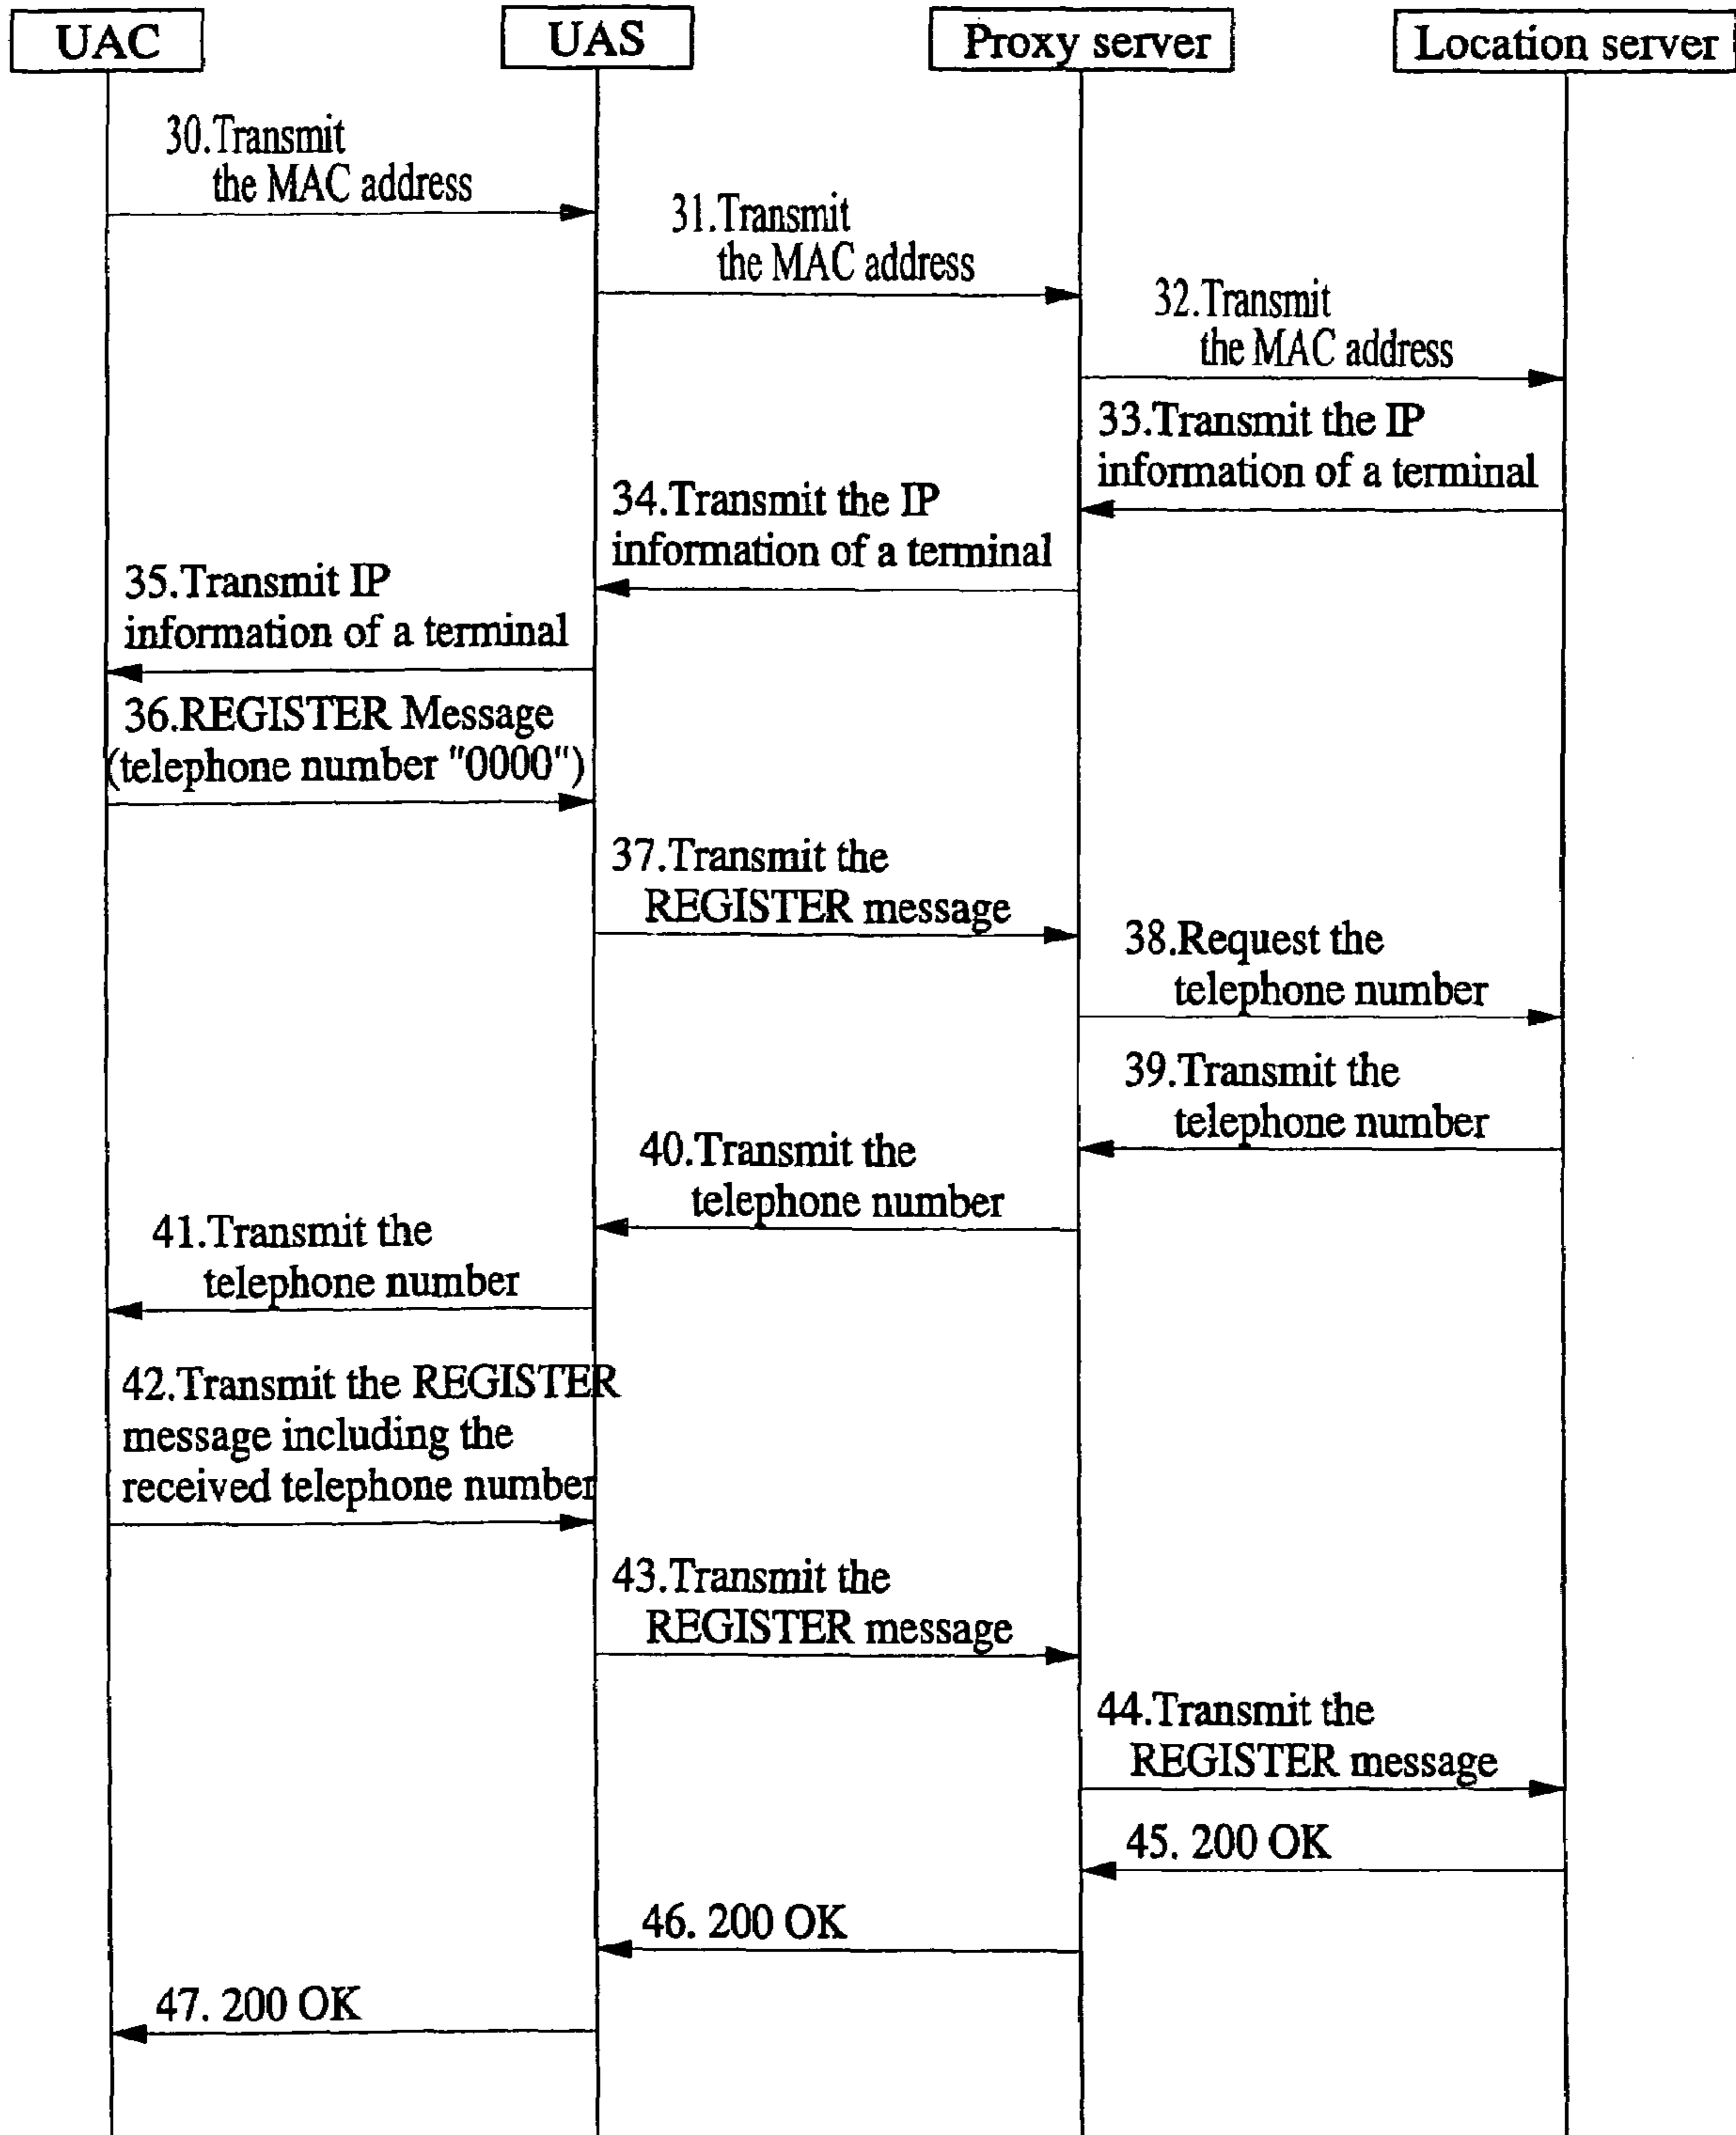 UAC
UAS
Proxy server
Location server
30.Transmit
the MAC address
31.Transmit
the MAC address
32.Transmit
the MAC address
33.Transmit the IP
information of a terminal
34.Transmit the IP
information of a terminal
35.Transmit IP
information of a terminal
36.REGISTER Message
(telephone number "0000")
37.Transmit the
REGISTER message
38.Request the
telephone number
39.Transmit the
telephone number
40.Transmit the
telephone number
41.Transmit the
telephone number
42.Transmit the REGISTER
message including the
received telephone number
43.Transmit the
REGISTER message
44.Transmit the
REGISTER message
45. 200 OK
46. 200 OK
47. 200 OK